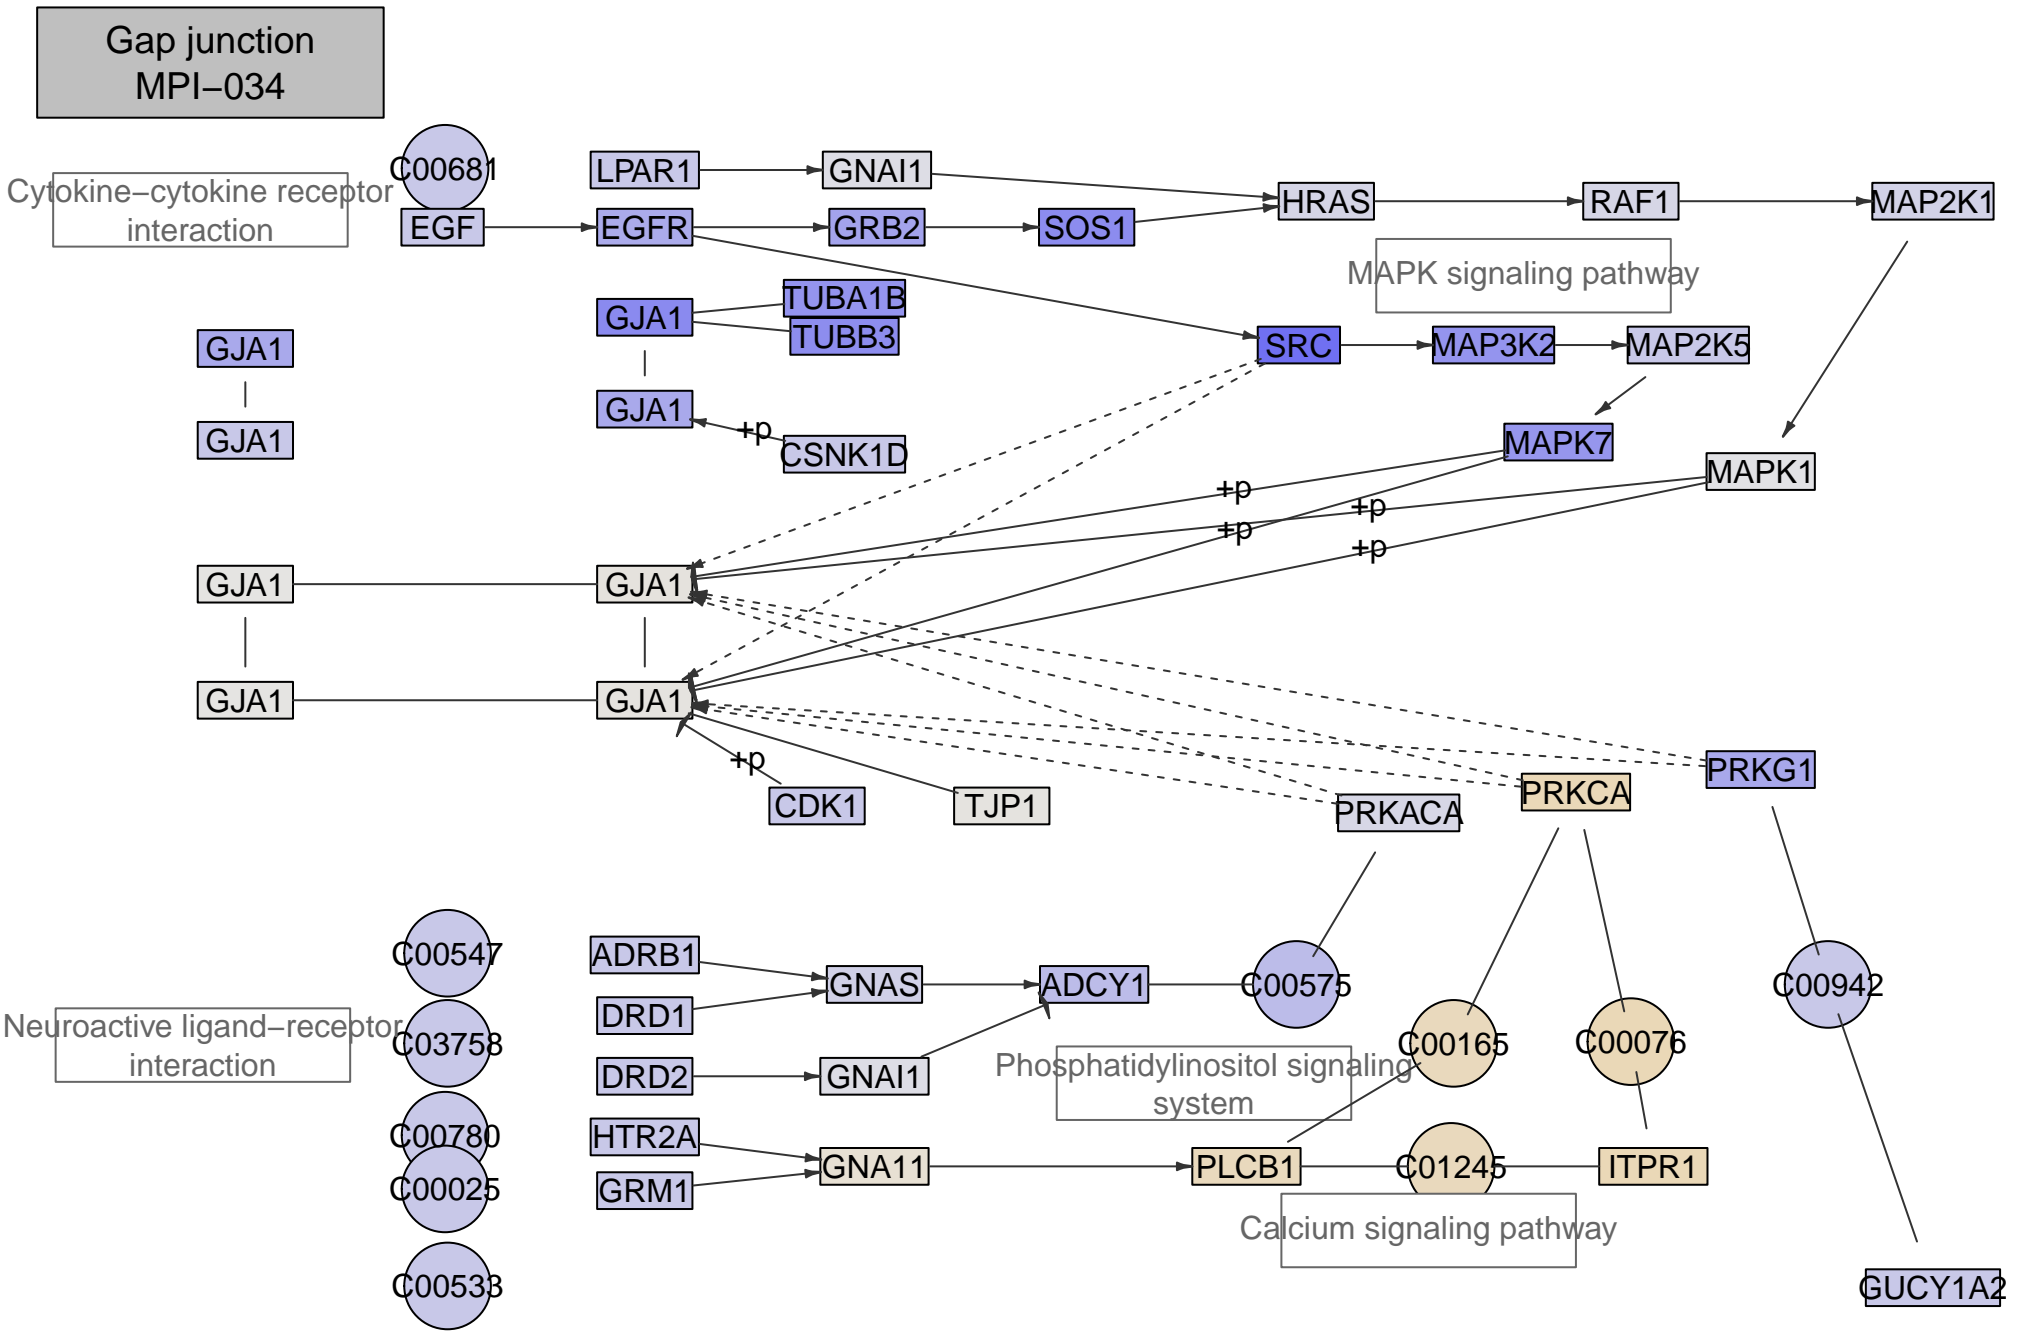 Gap junction
MPI−034
C00681
LPAR1
GNAI1
Cytokine−cytokine receptor
interaction
HRAS
RAF1
MAP2K1
EGF
EGFR
GRB2
SOS1
MAPK signaling pathway
TUBA1B
GJA1
TUBB3
GJA1
SRC
MAP3K2
MAP2K5
GJA1
+p
GJA1
CSNK1D
MAPK7
MAPK1
+p
+p
+p
+p
GJA1
GJA1
GJA1
GJA1
+p
CDK1
TJP1
PRKACA
PRKCA
PRKG1
C00547
ADRB1
GNAS
ADCY1
C00575
C00942
DRD1
Neuroactive ligand−receptor
interaction
C03758
C00165
C00076
DRD2
GNAI1
Phosphatidylinositol signaling
system
C00780
HTR2A
GNA11
PLCB1
C01245
ITPR1
C00025
GRM1
Calcium signaling pathway
C00533
GUCY1A2